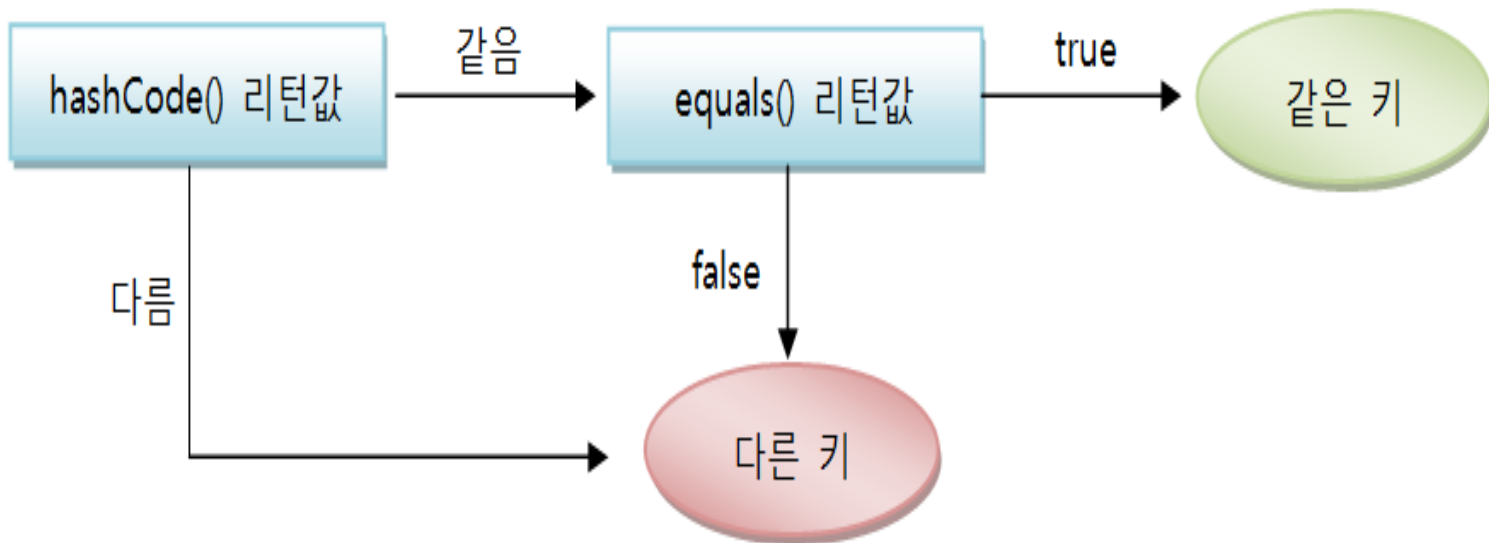 hashCode() 리턴값
같음
equals() 리턴값
true
같은 키
다름
false
다른 키